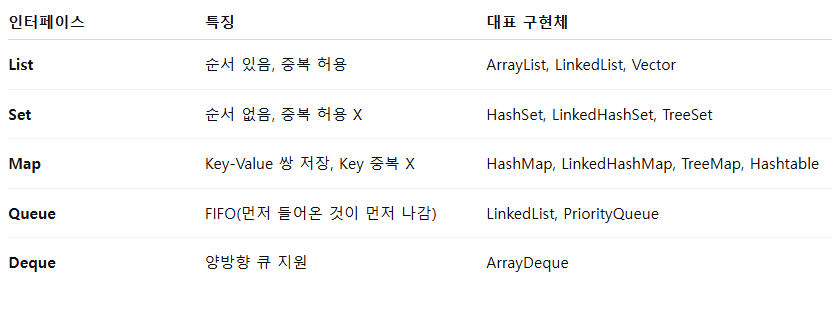 인터페이스 특징 대표 구현체
List 순서 있음, 중복 허용 ArrayList, LinkedList, Vector
Set 순서 없음, 중복 허용 X HashSet, LinkedHashSet, TreeSet
Map Key-Value 쌍 저장, Key 중복 X HashMap, LinkedHashMap, TreeMap, Hashtable
Queue FIFO(먼저 들어온 것이 먼저 나감) LinkedList, PriorityQueue
Deque 양방향 큐 지원 ArrayDeque